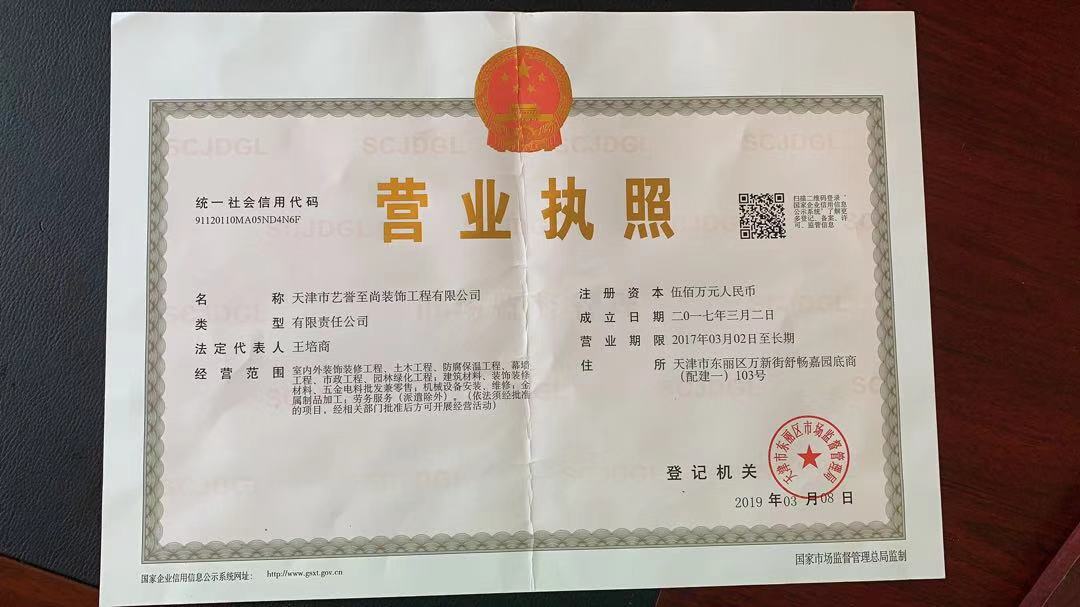 SCJDGL SCJDGL SCJDGL
统一社会信用代码
91120110MA05ND4N6F
营业执照
扫描二维码登录"
国家企业信用信息
公示系统"了解更
多登记、备案、许
可、监管信息
名称 天津市艺誉至尚装饰工程有限公司
类型 有限责任公司
法定代表人 王培商
经营范围 室内外装饰装修工程、土木工程、防腐保温工程、幕墙
工程、市政工程、园林绿化工程；建筑材料、装饰装修
材料、五金电料批发兼零售；机械设备安装、维修；金
属制品加工；劳务服务（派遣除外）。（依法须经批准
的项目，经相关部门批准后方可开展经营活动）
注册资本 伍佰万元人民币
成立日期 二〇一七年三月二日
营业期限 2017年03月02日至长期
住所 天津市东丽区万新街舒畅嘉园底商
（配建一）103号
登记机关
天津市东丽区市场监督管理局
2019 年03 月08 日
国家企业信用信息公示系统网址： http://www.gsxt.gov.cn
国家市场监督管理总局监制